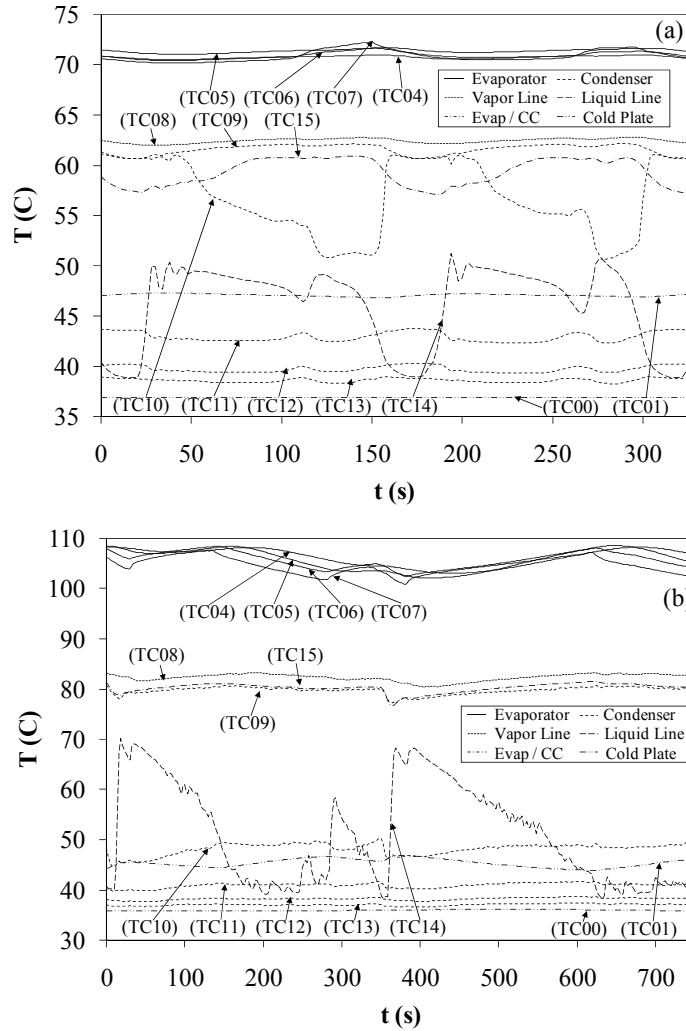 (a)
75
70
65
60
55
50
45
40
35
T (C)
(TC05) (TC06) (TC07) (TC04)
Evaporator Condenser
Vapor Line Liquid Line
Evap / CC Cold Plate
(TC08) (TC09) (TC15)
(TC10) (TC11) (TC12) (TC13) (TC14) (TC00) (TC01)
0 50 100 150 200 250 300
t (s)
(b)
110
100
90
80
70
60
50
40
30
T (C)
(TC04) (TC05) (TC06) (TC07)
(TC08) (TC15)
(TC09)
Evaporator Condenser
Vapor Line Liquid Line
Evap / CC Cold Plate
(TC10) (TC11) (TC12) (TC13) (TC14) (TC00) (TC01)
0 100 200 300 400 500 600 700
t (s)